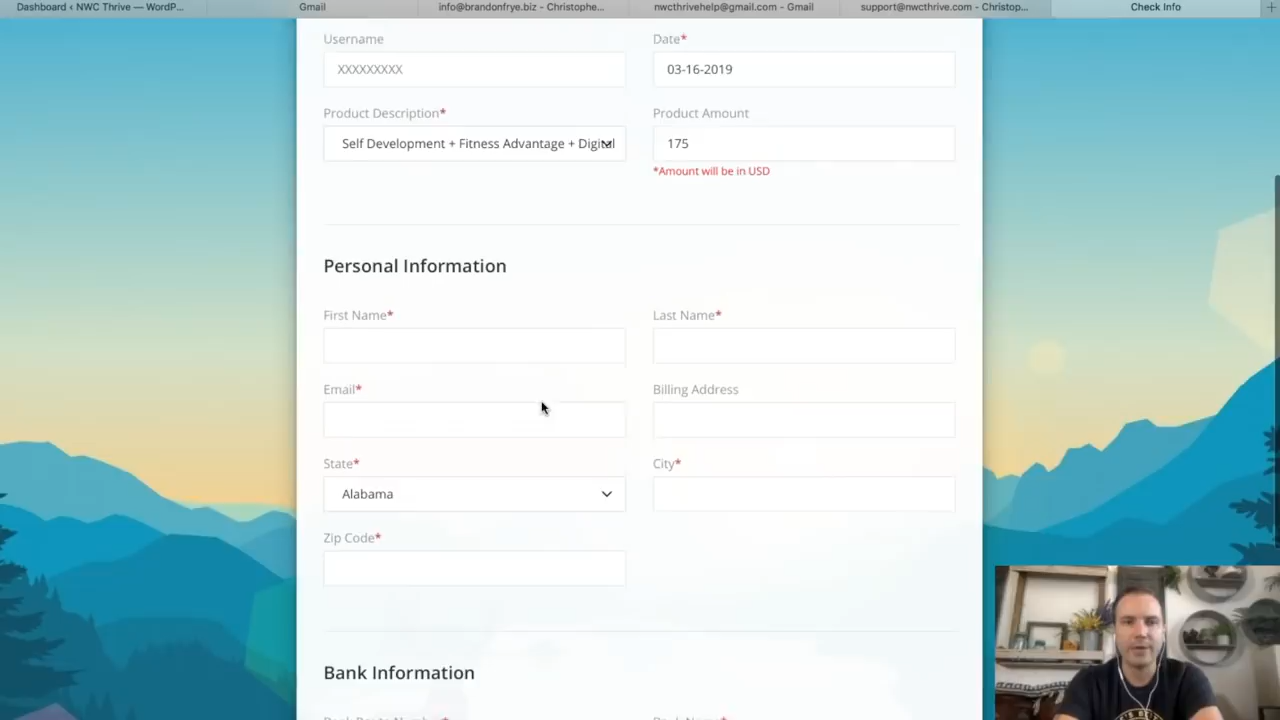 Dashboard ‹ NWC Thrive — WordP...
Gmail
info@brandonfrye.biz - Christophe...
nwcthrivehelp@gmail.com - Gmail
support@nwcthrive.com - Christop...
Check Info
Username
Date*
XXXXXXXXX
03-16-2019
Product Description*
Product Amount
Self Development + Fitness Advantage + Digital
175
*Amount will be in USD
Personal Information
First Name*
Last Name*
Email*
Billing Address
State*
City*
Alabama
Zip Code*
Bank Information